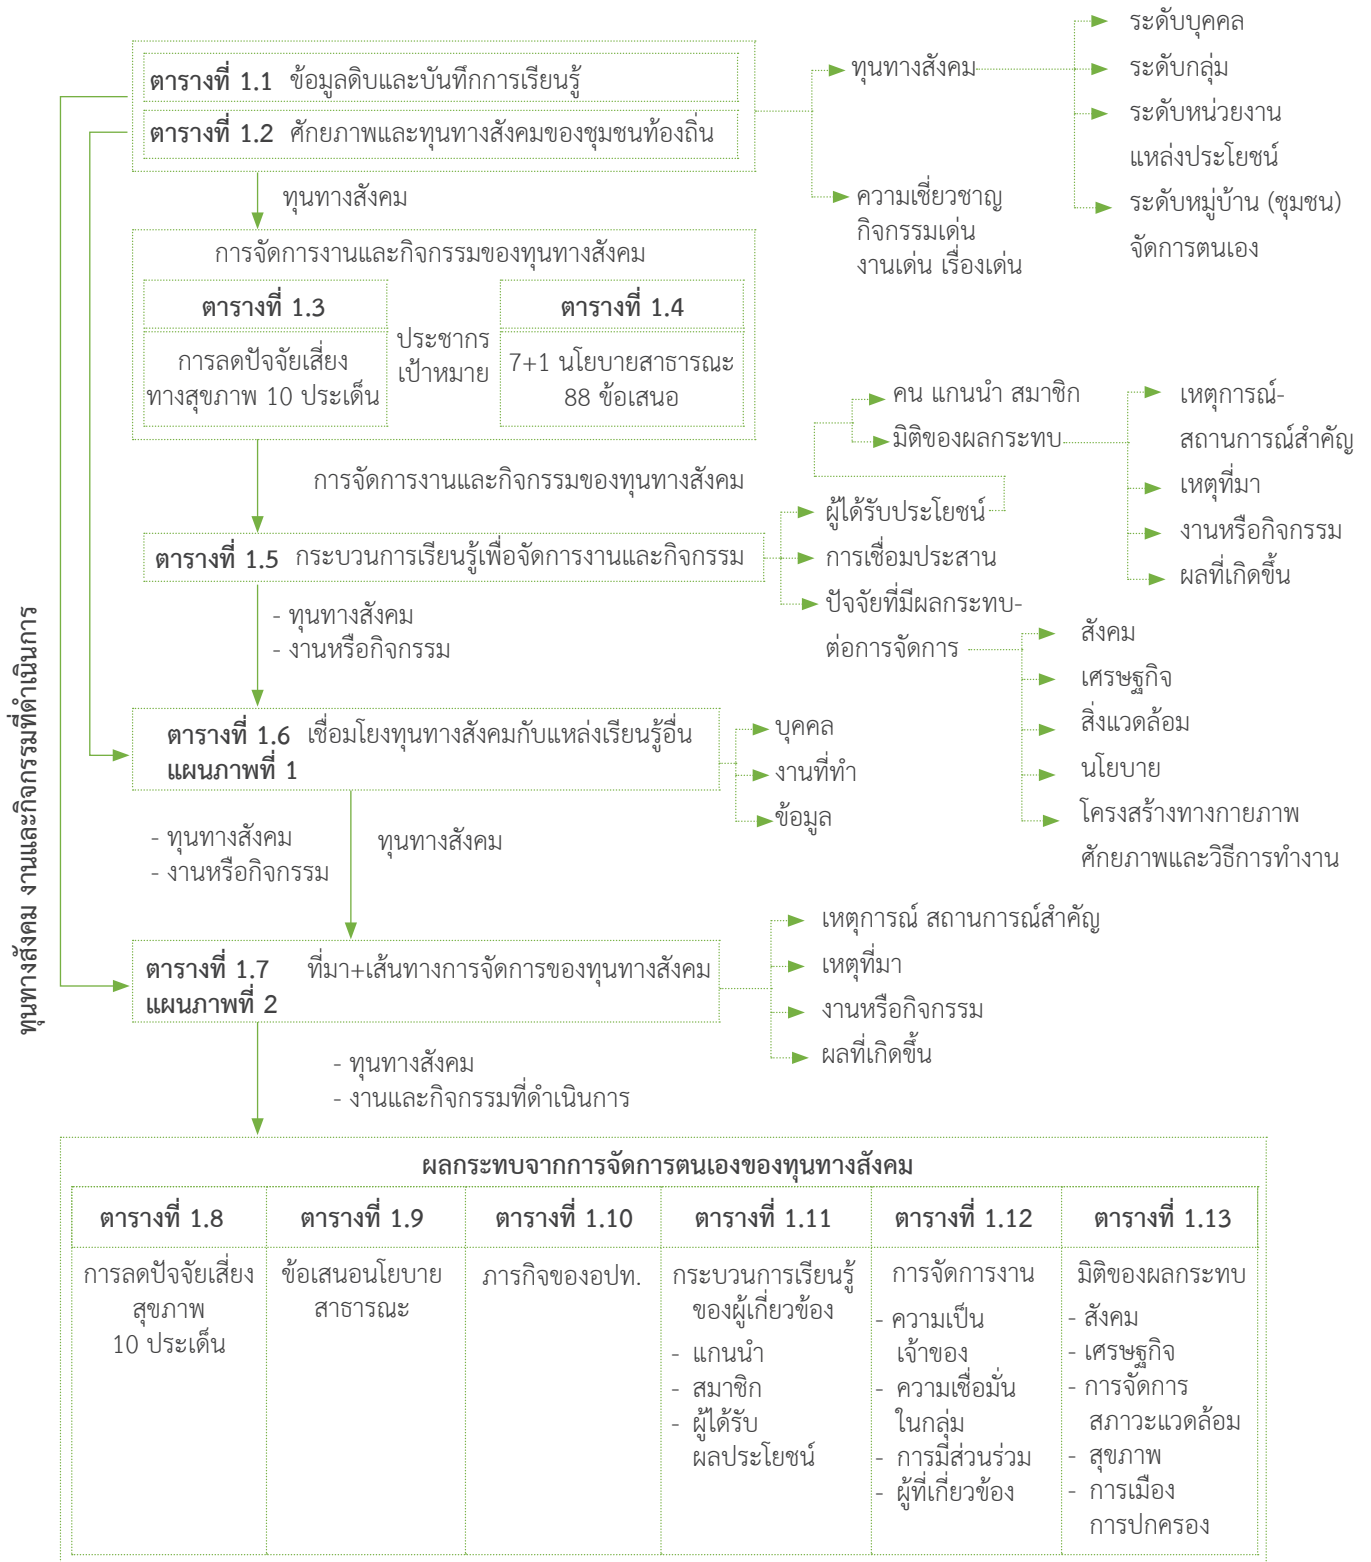 ตารางที่ 1.1 ข้อมูลดิบและบันทึกการเรียนรู้
ตารางที่ 1.2 ศักยภาพและทุนทางสังคมของชุมชนท้องถิ่น
ทุนทางสังคม
ระดับบุคคล
ระดับกลุ่ม
ระดับหน่วยงาน
แหล่งประโยชน์
ระดับหมู่บ้าน (ชุมชน)
จัดการตนเอง
ความเชี่ยวชาญ
กิจกรรมเด่น
งานเด่น เรื่องเด่น
ทุนทางสังคม
การจัดการงานและกิจกรรมของทุนทางสังคม
ตารางที่ 1.3
การลดปัจจัยเสี่ยง
ทางสุขภาพ 10 ประเด็น
ประชากร
เป้าหมาย
ตารางที่ 1.4
7+1 นโยบายสาธารณะ
88 ข้อเสนอ
การจัดการงานและกิจกรรมของทุนทางสังคม
ตารางที่ 1.5 กระบวนการเรียนรู้เพื่อจัดการงานและกิจกรรม
ผู้ได้รับประโยชน์
การเชื่อมประสาน
ปัจจัยที่มีผลกระทบ-
ต่อการจัดการ
คน แกนนำ สมาชิก
มิติของผลกระทบ
เหตุการณ์-
สถานการณ์สำคัญ
เหตุที่มา
งานหรือกิจกรรม
ผลที่เกิดขึ้น
สังคม
เศรษฐกิจ
สิ่งแวดล้อม
นโยบาย
โครงสร้างทางกายภาพ
ศักยภาพและวิธีการทำงาน
- ทุนทางสังคม
- งานหรือกิจกรรม
ตารางที่ 1.6 เชื่อมโยงทุนทางสังคมกับแหล่งเรียนรู้อื่น
แผนภาพที่ 1
บุคคล
งานที่ทำ
ข้อมูล
- ทุนทางสังคม
- งานหรือกิจกรรม
ทุนทางสังคม
ตารางที่ 1.7 ที่มา+เส้นทางการจัดการของทุนทางสังคม
แผนภาพที่ 2
เหตุการณ์ สถานการณ์สำคัญ
เหตุที่มา
งานหรือกิจกรรม
ผลที่เกิดขึ้น
ทุนทางสังคม งานและกิจกรรมที่ดำเนินการ
- ทุนทางสังคม
- งานและกิจกรรมที่ดำเนินการ
ผลกระทบจากการจัดการตนเองของทุนทางสังคม
ตารางที่ 1.8
การลดปัจจัยเสี่ยง
สุขภาพ
10 ประเด็น
ตารางที่ 1.9
ข้อเสนอนโยบาย
สาธารณะ
ตารางที่ 1.10
ภารกิจของอปท.
ตารางที่ 1.11
กระบวนการเรียนรู้
ของผู้เกี่ยวข้อง
- แกนนำ
- สมาชิก
- ผู้ได้รับ
ผลประโยชน์
ตารางที่ 1.12
การจัดการงาน
- ความเป็น
เจ้าของ
- ความเชื่อมั่น
ในกลุ่ม
- การมีส่วนร่วม
- ผู้ที่เกี่ยวข้อง
ตารางที่ 1.13
มิติของผลกระทบ
- สังคม
- เศรษฐกิจ
- การจัดการ
สภาวะแวดล้อม
- สุขภาพ
- การเมือง
การปกครอง